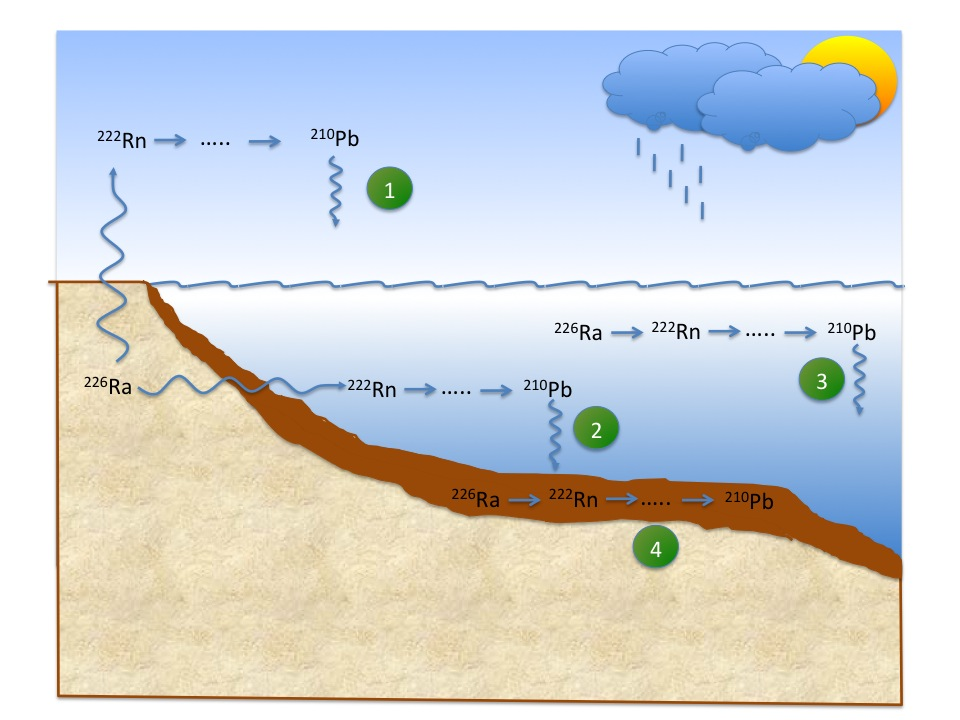 ²²²Rn → ..... → ²¹⁰Pb
1
²²⁶Ra → ²²²Rn → ..... → ²¹⁰Pb
3
²²⁶Ra → ²²²Rn → ..... → ²¹⁰Pb
2
²²⁶Ra → ²²²Rn → ..... → ²¹⁰Pb
4